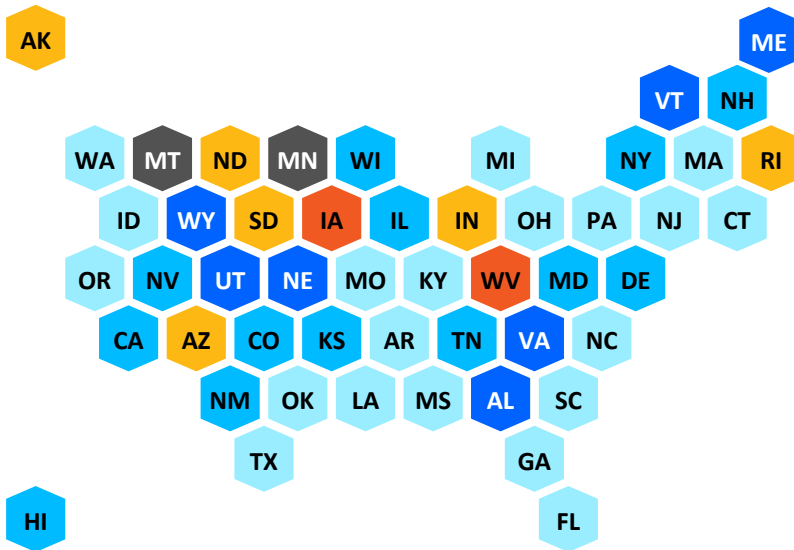 AK ME
VT NH
WA MT ND MN WI MI NY MA RI
ID WY SD IA IL IN OH PA NJ CT
OR NV UT NE MO KY WV MD DE
CA AZ CO KS AR TN VA NC
NM OK LA MS AL SC
TX GA
HI FL